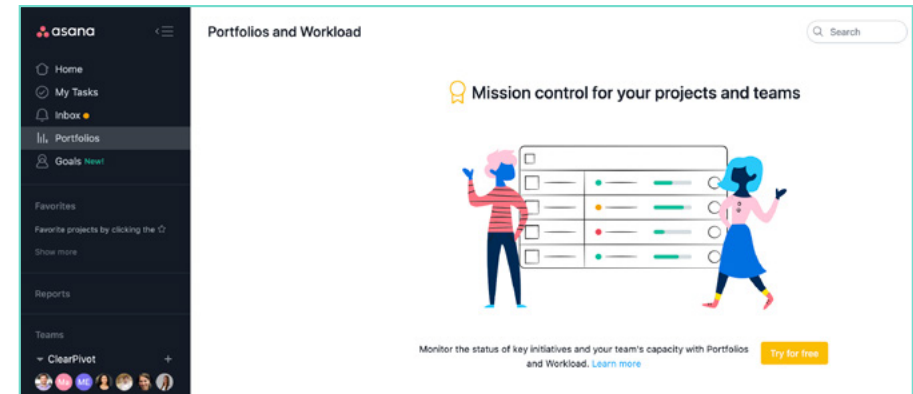 asana
Home
My Tasks
Inbox
Portfolios
Goals New!
Favorites
Favorite projects by clicking the
Show more
Reports
Teams
ClearPivot +
Ma ME
Portfolios and Workload
Search
Mission control for your projects and teams
Monitor the status of key initiatives and your team's capacity with Portfolios
and Workload. Learn more
Try for free